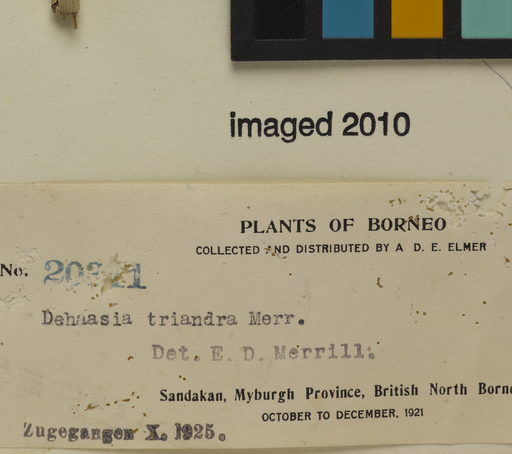 imaged 2010
PLANTS OF BORNEO
COLLECTED AND DISTRIBUTED BY A. D. E. ELMER
No.
Dehaasia triandra Merr.
Det. E. D. Merrill.
Sandakan, Myburgh Province, British North Borne
OCTOBER TO DECEMBER, 1921
Zugegangen X. 1925.